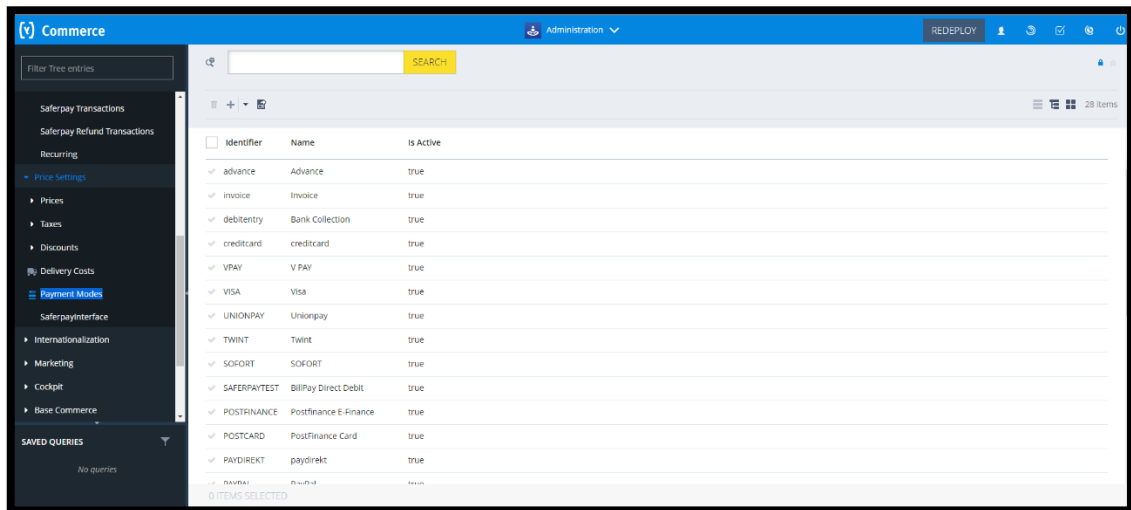 (y) Commerce
Administration
REDEPLOY
Filter Tree entries
Saferpay Transactions
Saferpay Refund Transactions
Recurring
Price Settings
Prices
Taxes
Discounts
Delivery Costs
Payment Modes
SaferpayInterface
Internationalization
Marketing
Cockpit
Base Commerce
SAVED QUERIES
No queries
SEARCH
28 items
Identifier Name Is Active
advance Advance true
invoice Invoice true
debitentry Bank Collection true
creditcard creditcard true
VPAY V PAY true
VISA Visa true
UNIONPAY Unionpay true
TWINT Twint true
SOFORT SOFORT true
SAFERPAYTEST BillPay Direct Debit true
POSTFINANCE Postfinance E-Finance true
POSTCARD PostFinance Card true
PAYDIREKT paydirekt true
PAYPAL PayPal true
0 ITEMS SELECTED